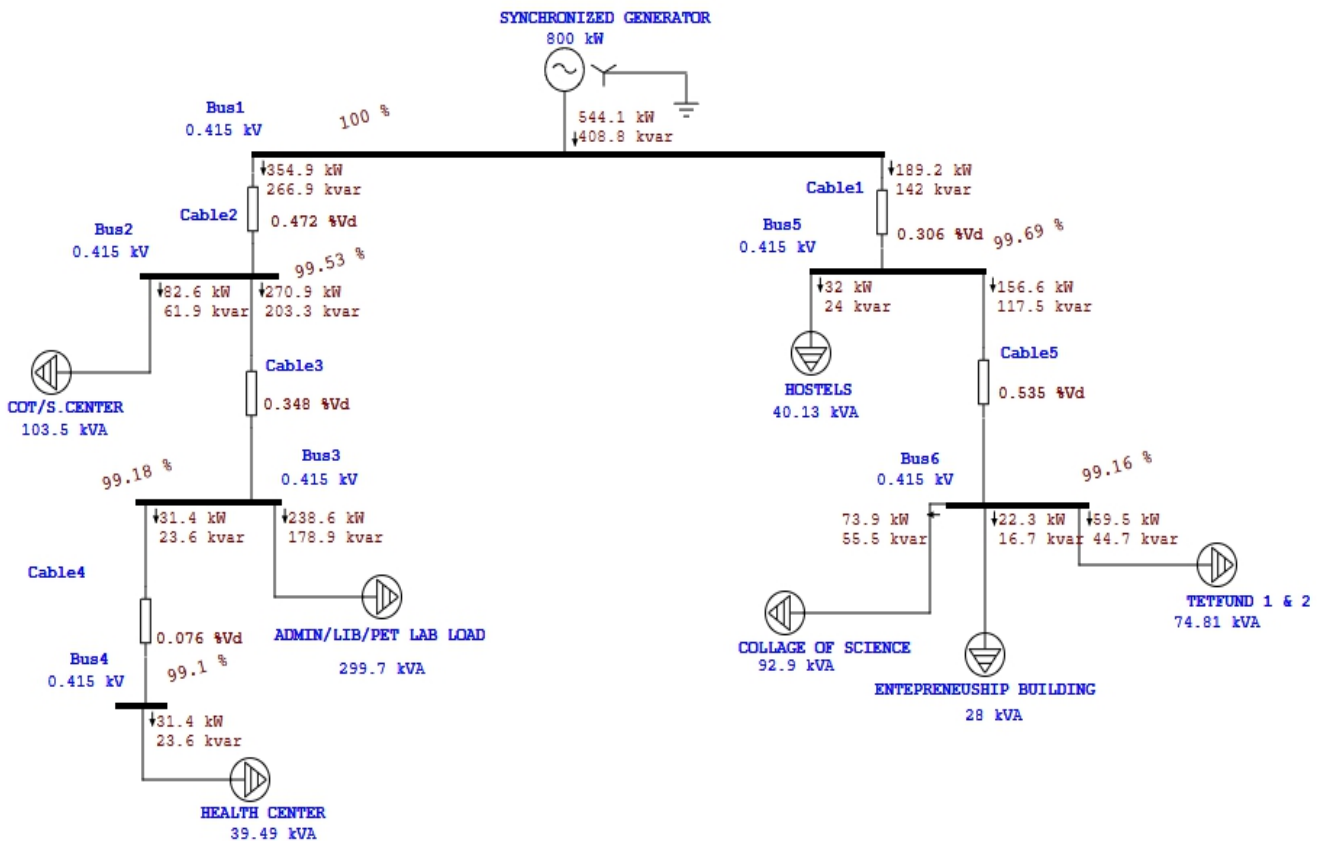 SYNCHRONIZED GENERATOR
800 kW
544.1 kW
408.8 kvar
Bus1
0.415 kV
100 %
354.9 kW
266.9 kvar
Cable2
0.472 %Vd
Bus2
0.415 kV
99.53 %
82.6 kW
61.9 kvar
270.9 kW
203.3 kvar
COT/S.CENTER
103.5 kVA
Cable3
0.348 %Vd
Bus3
0.415 kV
99.18 %
31.4 kW
23.6 kvar
238.6 kW
178.9 kvar
Cable4
0.076 %Vd
ADMIN/LIB/PET LAB LOAD
299.7 kVA
Bus4
0.415 kV
99.1 %
31.4 kW
23.6 kvar
HEALTH CENTER
39.49 kVA
189.2 kW
142 kvar
Cable1
0.306 %Vd
Bus5
0.415 kV
99.69 %
32 kW
24 kvar
156.6 kW
117.5 kvar
HOSTELS
40.13 kVA
Cable5
0.535 %Vd
Bus6
0.415 kV
99.16 %
73.9 kW
55.5 kvar
22.3 kW
16.7 kvar
59.5 kW
44.7 kvar
COLLAGE OF SCIENCE
92.9 kVA
ENTEPRENEUSHIP BUILDING
28 kVA
TETFUND 1 & 2
74.81 kVA